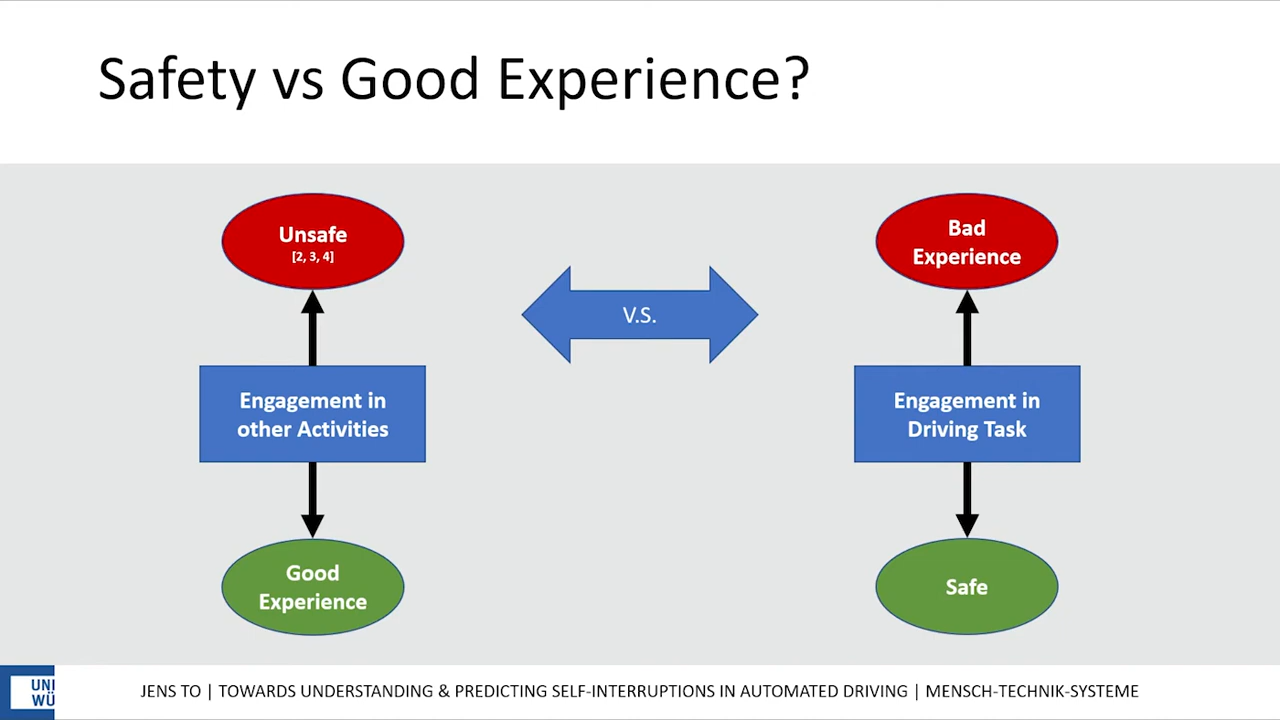 Safety vs Good Experience?
Unsafe
[2, 3, 4]
Engagement in
other Activities
Good
Experience
V.S.
Bad
Experience
Engagement in
Driving Task
Safe
UNI
WÜ
JENS TO | TOWARDS UNDERSTANDING & PREDICTING SELF-INTERRUPTIONS IN AUTOMATED DRIVING | MENSCH-TECHNIK-SYSTEME